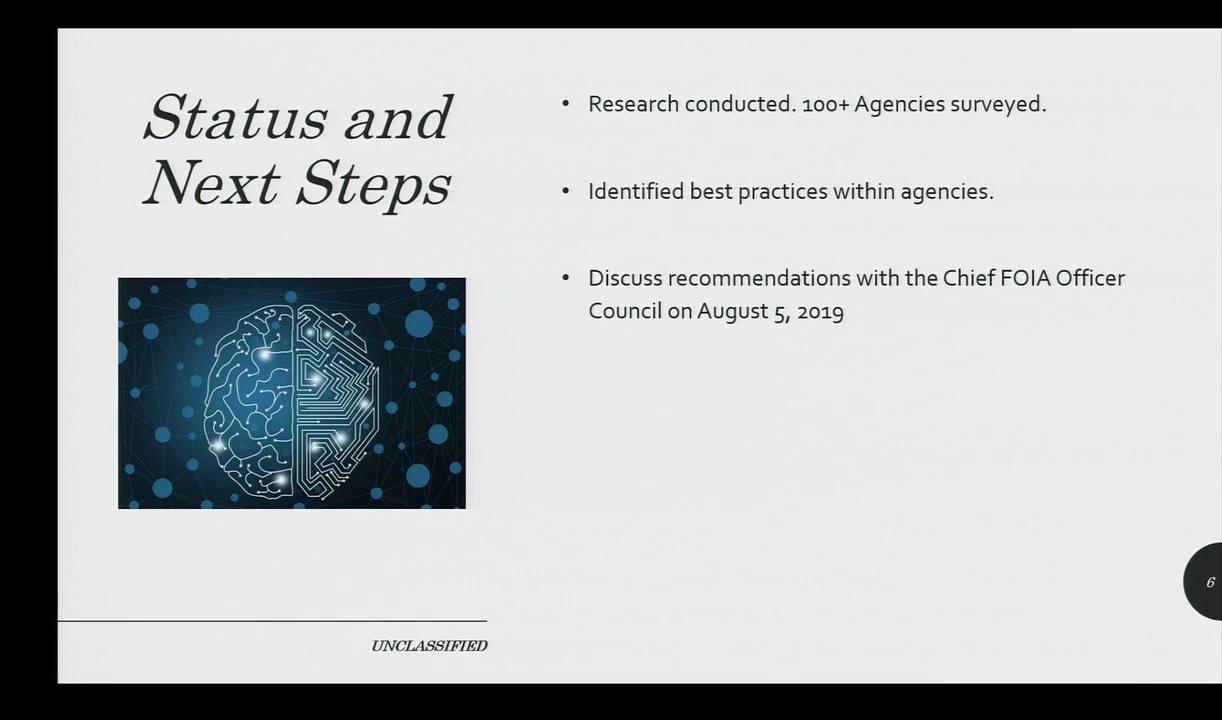 Status and
Next Steps
• Research conducted. 100+ Agencies surveyed.
• Identified best practices within agencies.
• Discuss recommendations with the Chief FOIA Officer
Council on August 5, 2019
6
UNCLASSIFIED